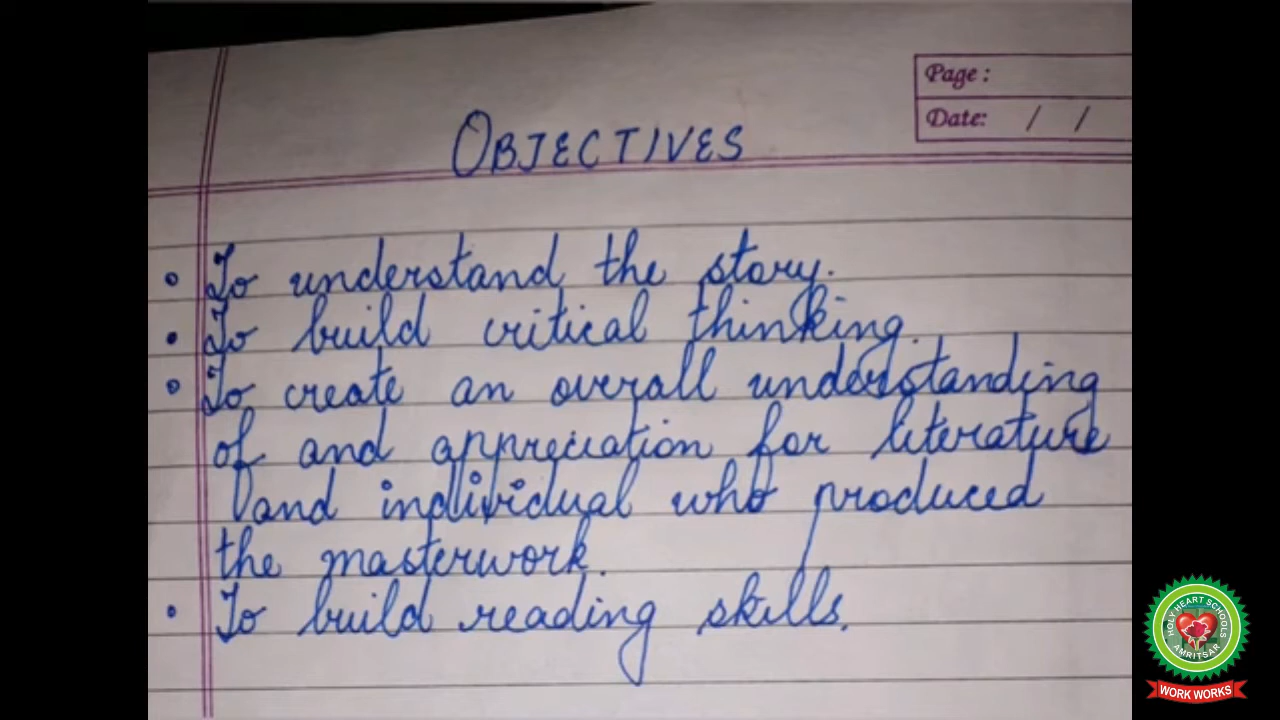 Page:
Date: / /
OBJECTIVES
• To understand the story.
• To build critical thinking.
• To create an overall understanding
of and appreciation for literature
and individual who produced
the masterwork.
• To build reading skills.
HOLY HEART SCHOOLS
AMRITSAR
WORK WORKS